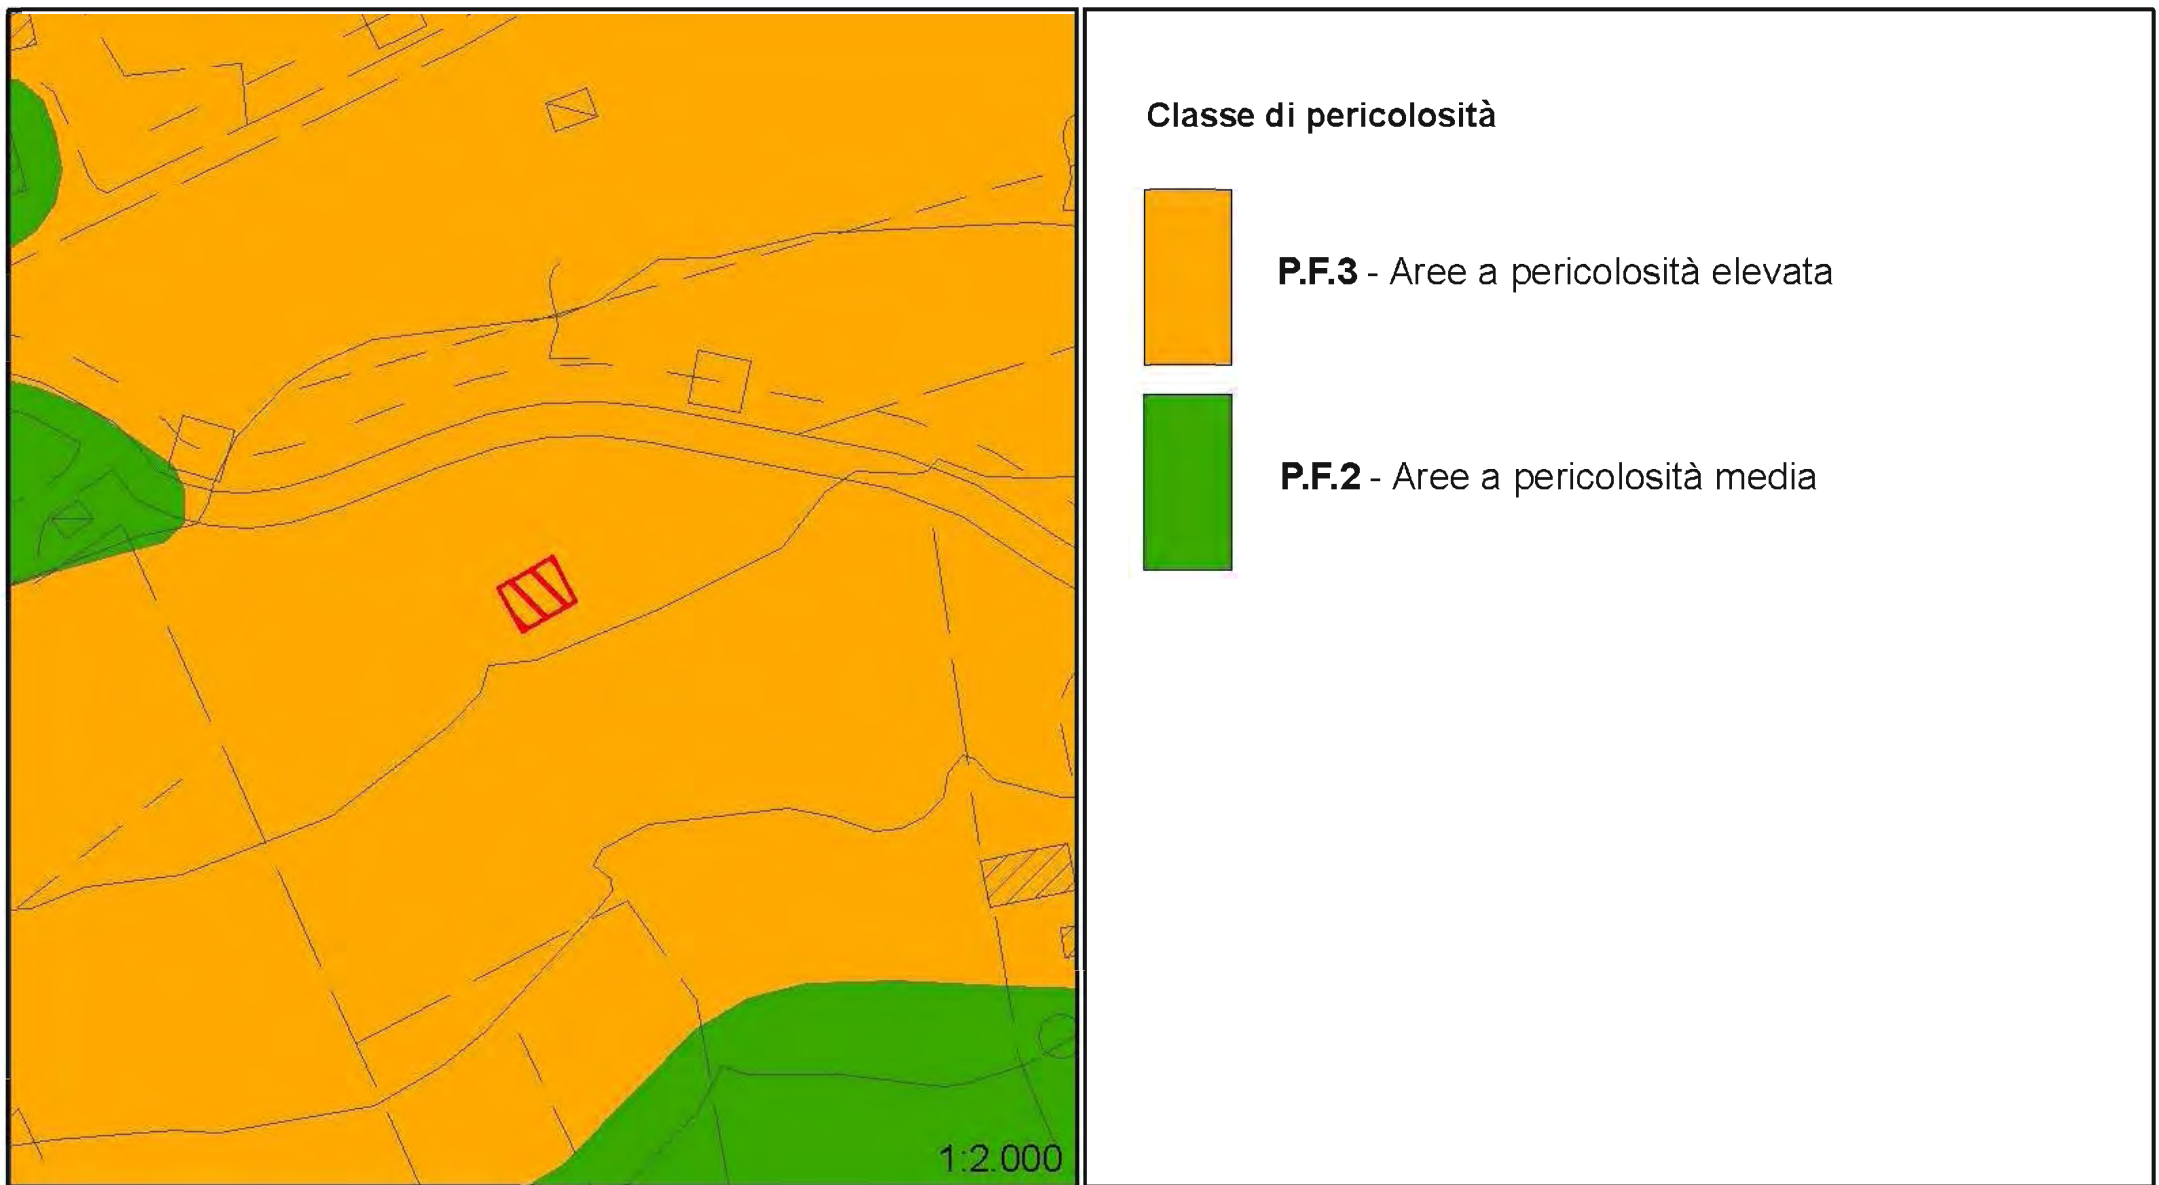 Classe di pericolosità
P.F.3 - Aree a pericolosità elevata
P.F.2 - Aree a pericolosità media
1:2.000